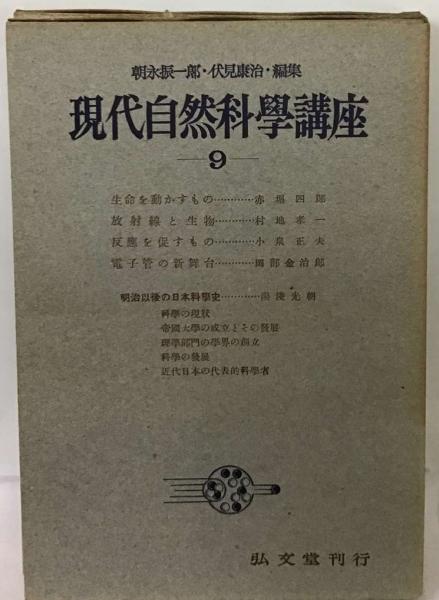 朝永振一郎・伏見康治・編集
現代自然科學講座
—9—
生命を動かすもの…………赤堀四郎
放射線と生物…………村地孝一
反應を促すもの…………小泉正夫
電子管の新舞台…………岡部金治郎
明治以後の日本科學史…………湯淺光朝
科學の現狀
帝國大學の成立とその發展
理學部門の學界の創立
科學の發展
近代日本の代表的科學者
弘文堂刊行